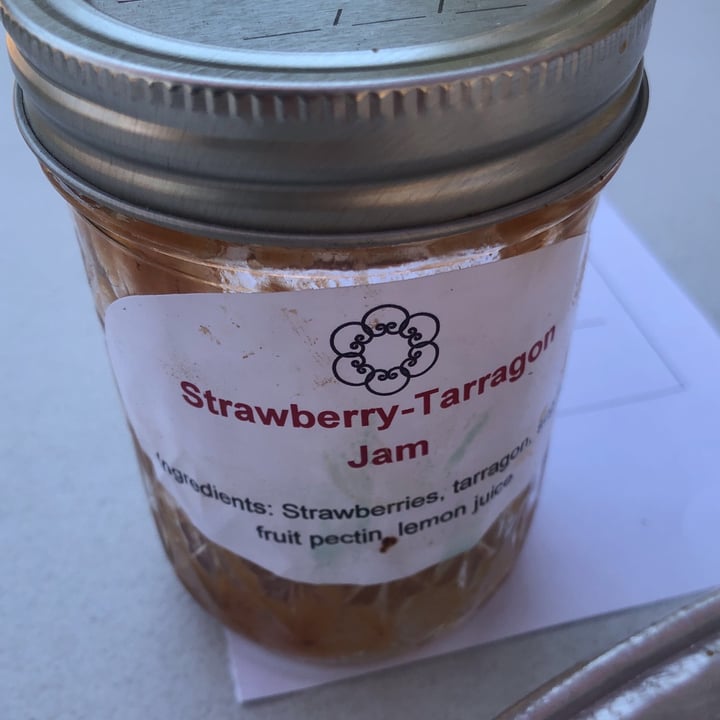 Strawberry-Tarragon
Jam
Ingredients: Strawberries, tarragon,
fruit pectin, lemon juice